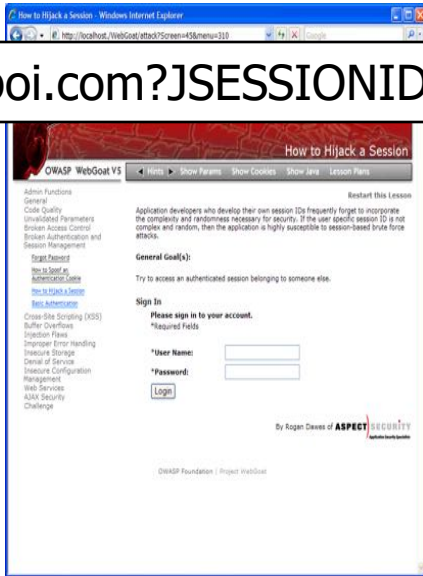 How to Hijack a Session - Windows Internet Explorer
http://localhost./WebGoat/attack?Screen=45&menu=310
Google
boi.com?JSESSIONID
How to Hijack a Session
OWASP WebGoat V5
Hints
Show Params
Show Cookies
Show Java
Lesson Plans
Admin Functions
General
Code Quality
Unvalidated Parameters
Broken Access Control
Broken Authentication and
Session Management
Forgot Password
How to Spoof an
Authentication Cookie
How to Hijack a Session
Basic Authentication
Cross-Site Scripting (XSS)
Buffer Overflows
Injection Flaws
Improper Error Handling
Insecure Storage
Denial of Service
Insecure Configuration
Management
Web Services
AJAX Security
Challenge
Restart this Lesson
Application developers who develop their own session IDs frequently forget to incorporate
the complexity and randomness necessary for security. If the user specific session ID is not
complex and random, then the application is highly susceptible to session-based brute force
attacks.
General Goal(s):
Try to access an authenticated session belonging to someone else.
Sign In
Please sign in to your account.
*Required Fields
*User Name:
*Password:
Login
By Rogan Dawes of ASPECT SECURITY
Application Security Specialists
OWASP Foundation | Project WebGoat